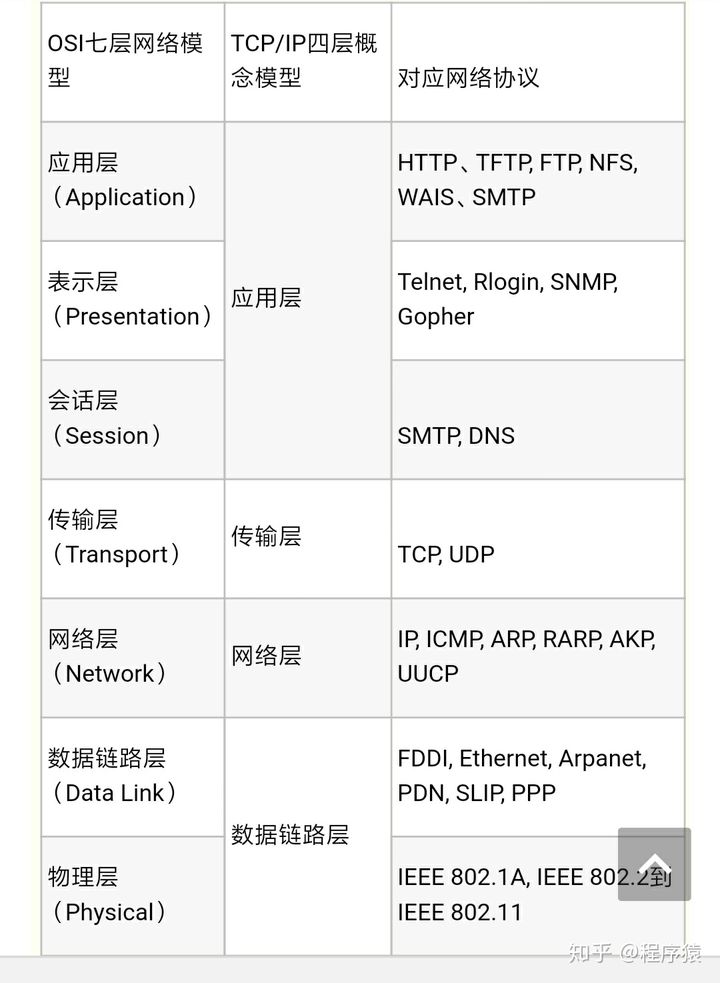 OSI七层网络模
型
TCP/IP四层概
念模型
对应网络协议
应用层
（Application）
应用层
HTTP、TFTP, FTP, NFS,
WAIS、SMTP
表示层
（Presentation）
Telnet, Rlogin, SNMP,
Gopher
会话层
（Session）
SMTP, DNS
传输层
（Transport）
传输层
TCP, UDP
网络层
（Network）
网络层
IP, ICMP, ARP, RARP, AKP,
UUCP
数据链路层
（Data Link）
数据链路层
FDDI, Ethernet, Arpanet,
PDN, SLIP, PPP
物理层
（Physical）
IEEE 802.1A, IEEE 802.2到
IEEE 802.11
知乎 @程序猿